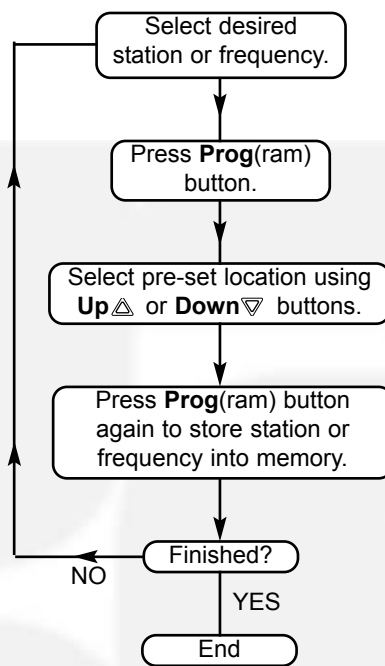 Select desired
station or frequency.
Press Prog(ram)
button.
Select pre-set location using
Up△ or Down▽ buttons.
Press Prog(ram) button
again to store station or
frequency into memory.
Finished?
NO
YES
End